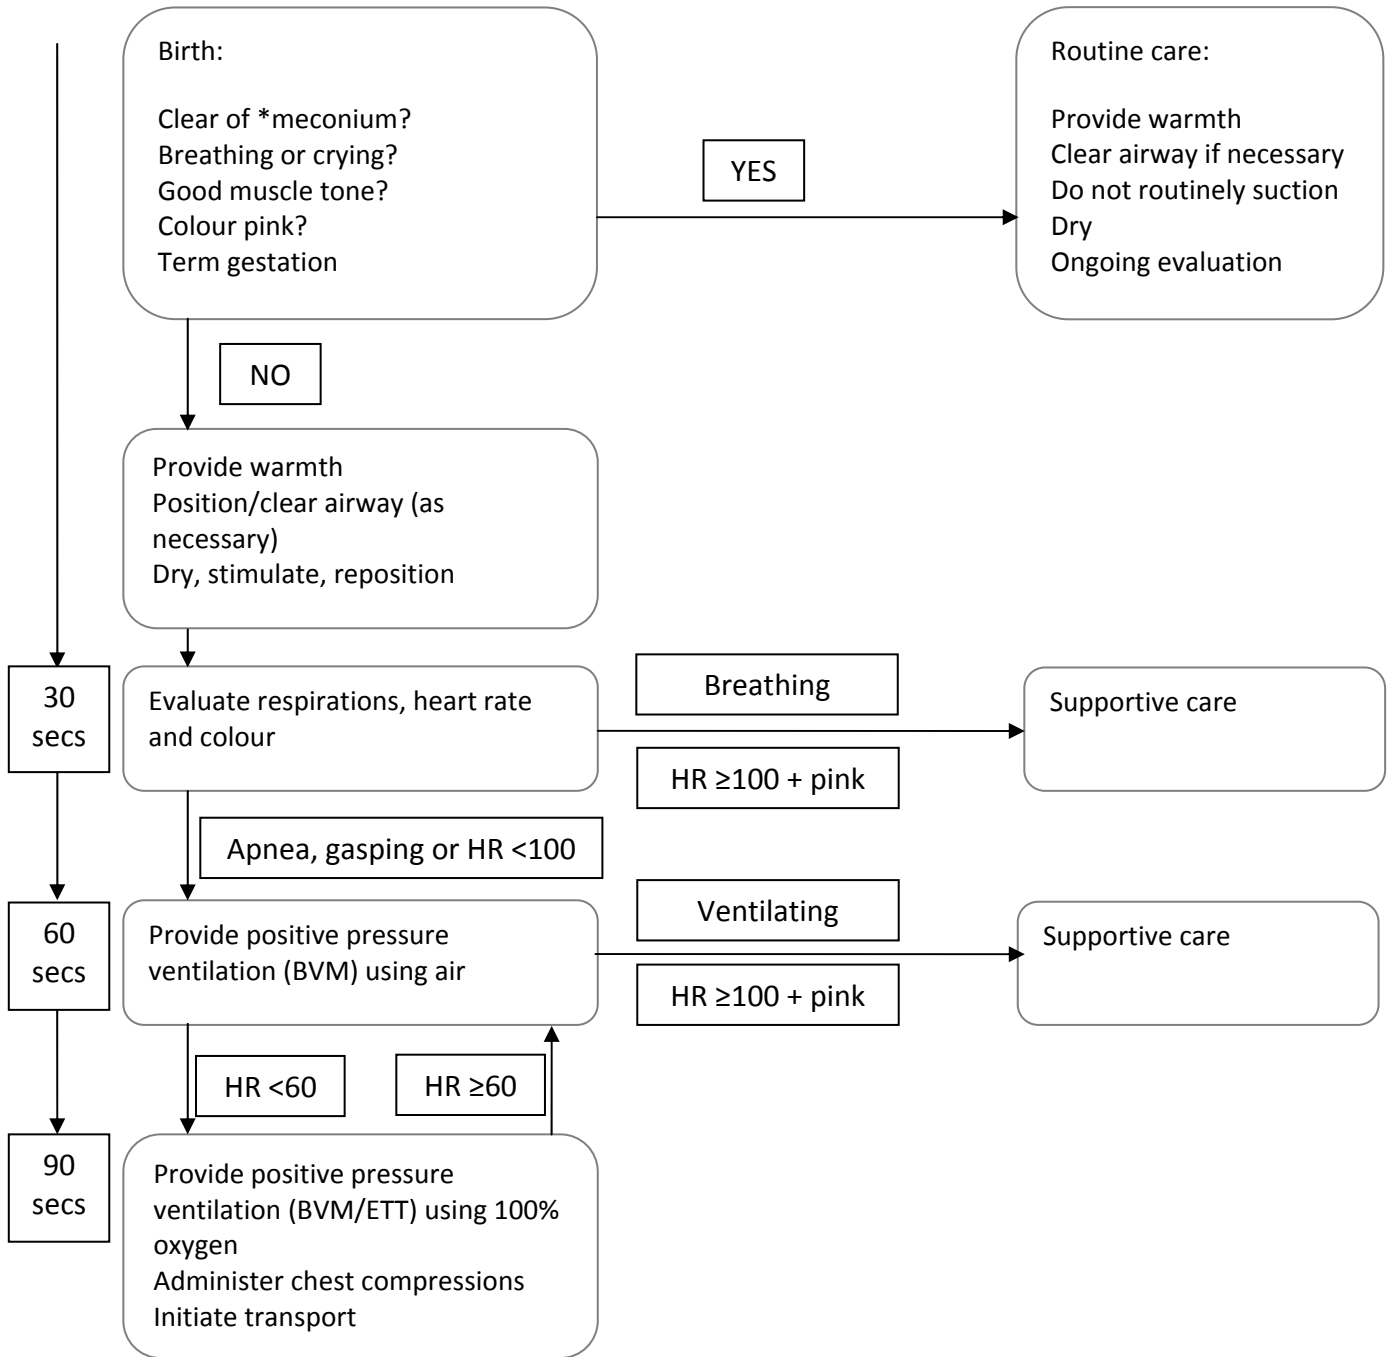 Birth:
Clear of *meconium?
Breathing or crying?
Good muscle tone?
Colour pink?
Term gestation
YES
Routine care:
Provide warmth
Clear airway if necessary
Do not routinely suction
Dry
Ongoing evaluation
NO
Provide warmth
Position/clear airway (as
necessary)
Dry, stimulate, reposition
30
secs
Evaluate respirations, heart rate
and colour
Breathing
HR ≥100 + pink
Supportive care
Apnea, gasping or HR <100
60
secs
Provide positive pressure
ventilation (BVM) using air
Ventilating
HR ≥100 + pink
Supportive care
HR <60
HR ≥60
90
secs
Provide positive pressure
ventilation (BVM/ETT) using 100%
oxygen
Administer chest compressions
Initiate transport